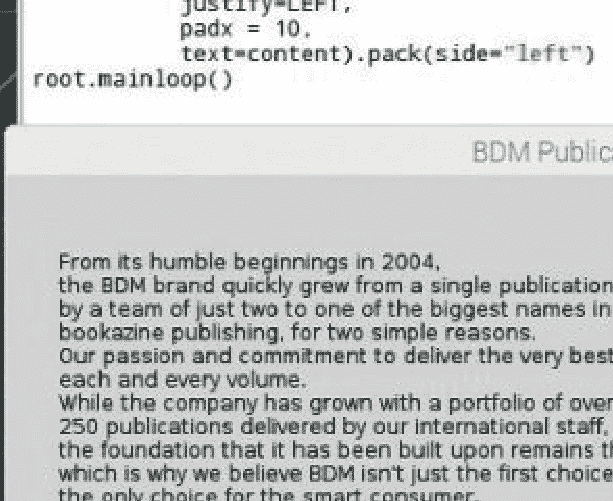 justify=LEFT,
padx = 10,
text=content).pack(side="left")
root.mainloop()
BDM Public
From its humble beginnings in 2004,
the BDM brand quickly grew from a single publication
by a team of just two to one of the biggest names in
bookazine publishing, for two simple reasons.
Our passion and commitment to deliver the very best
each and every volume.
While the company has grown with a portfolio of over
250 publications delivered by our international staff,
the foundation that it has been built upon remains th
which is why we believe BDM isn't just the first choice
the only choice for the smart consumer.